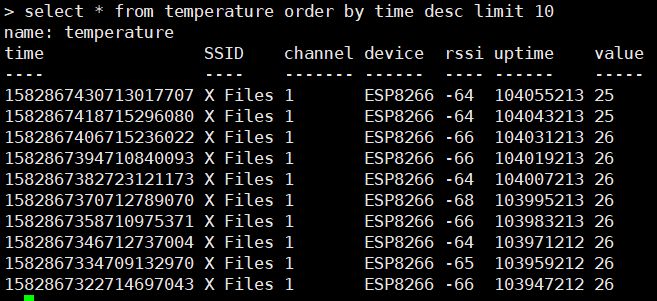 > select * from temperature order by time desc limit 10
name: temperature
time SSID channel device rssi uptime value
---- ---- ------- ------ ---- ------ -----
1582867430713017707 X Files 1 ESP8266 -64 104055213 25
1582867418715296080 X Files 1 ESP8266 -64 104043213 25
1582867406715236022 X Files 1 ESP8266 -66 104031213 26
1582867394710840093 X Files 1 ESP8266 -66 104019213 26
1582867382723121173 X Files 1 ESP8266 -64 104007213 26
1582867370712789070 X Files 1 ESP8266 -68 103995213 26
1582867358710975371 X Files 1 ESP8266 -66 103983213 26
1582867346712737004 X Files 1 ESP8266 -64 103971212 26
1582867334709132970 X Files 1 ESP8266 -65 103959212 26
1582867322714697043 X Files 1 ESP8266 -66 103947212 26